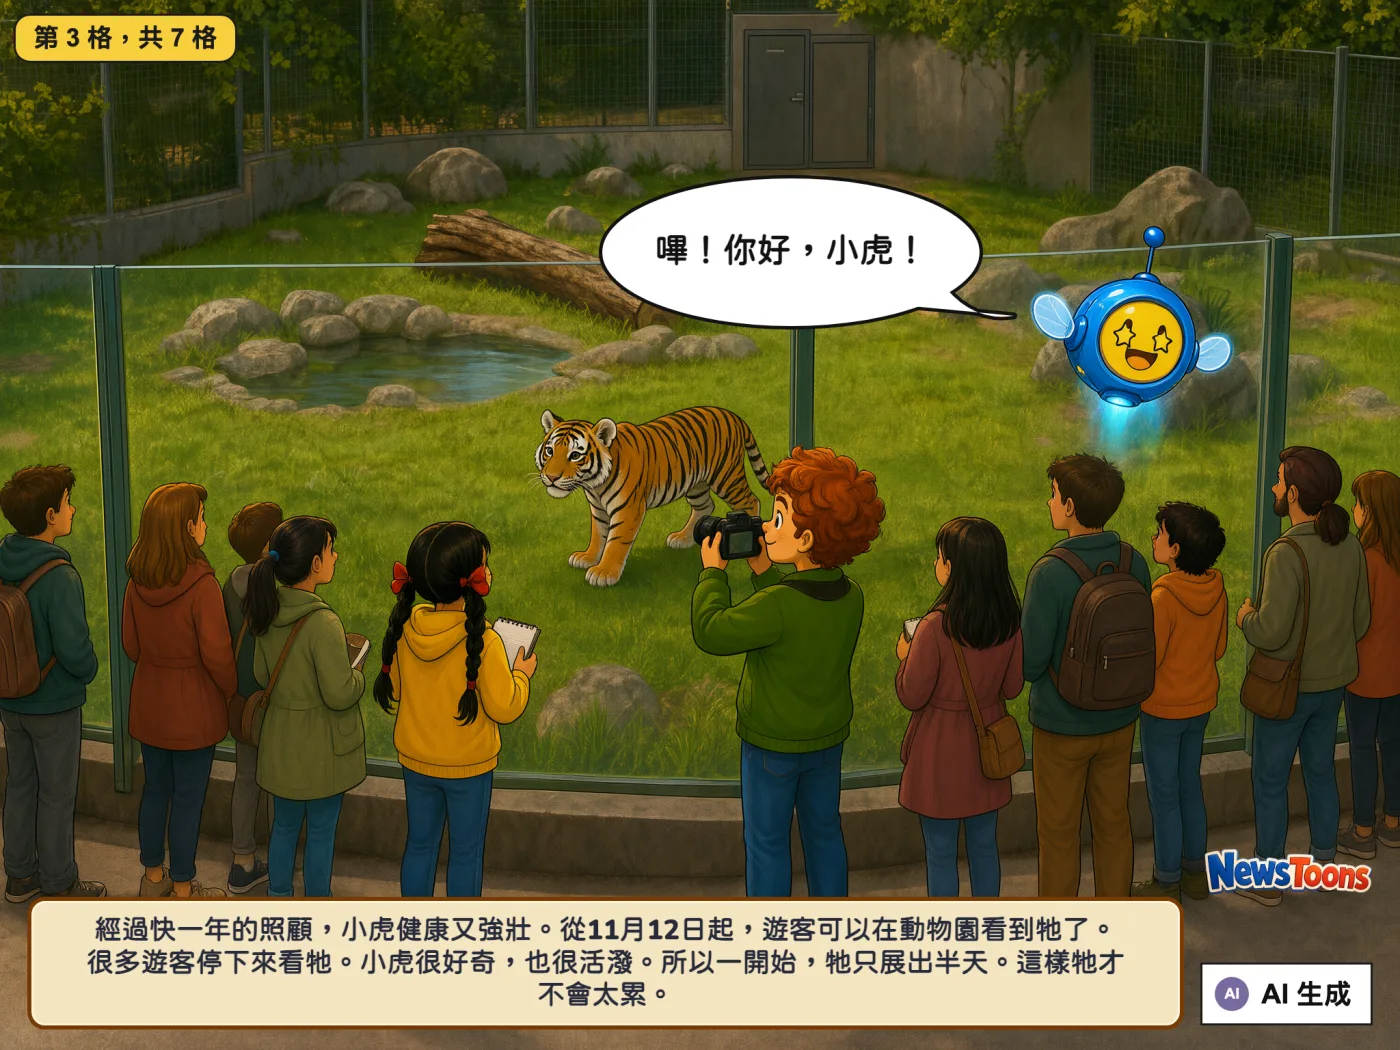 第 3 格，共 7 格
嗶！你好，小虎！
經過快一年的照顧，小虎健康又強壯。從11月12日起，遊客可以在動物園看到牠了。
很多遊客停下來看牠。小虎很好奇，也很活潑。所以一開始，牠只展出半天。這樣牠才
不會太累。
NewsToons
AI AI 生成